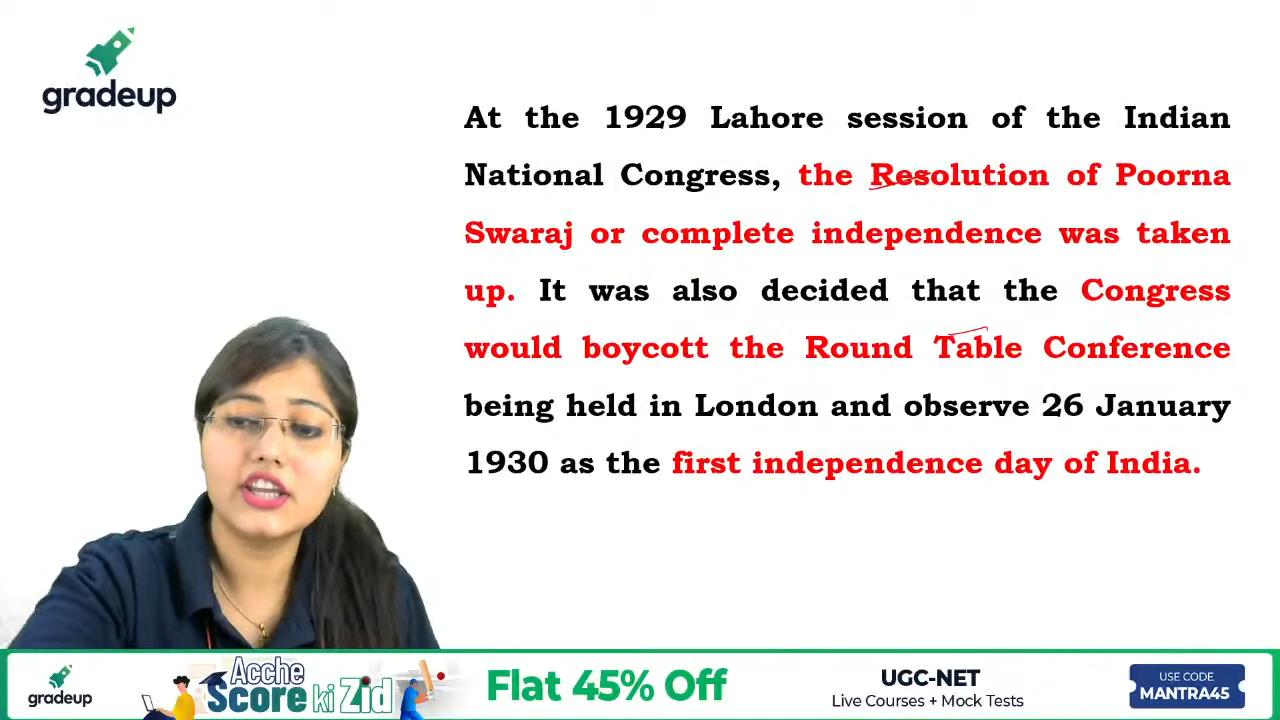 gradeup
At the 1929 Lahore session of the Indian
National Congress, the Resolution of Poorna
Swaraj or complete independence was taken
up. It was also decided that the Congress
would boycott the Round Table Conference
being held in London and observe 26 January
1930 as the first independence day of India.
gradeup
Acche
Score ki Zid
Flat 45% Off
UGC-NET
Live Courses + Mock Tests
USE CODE
MANTRA45